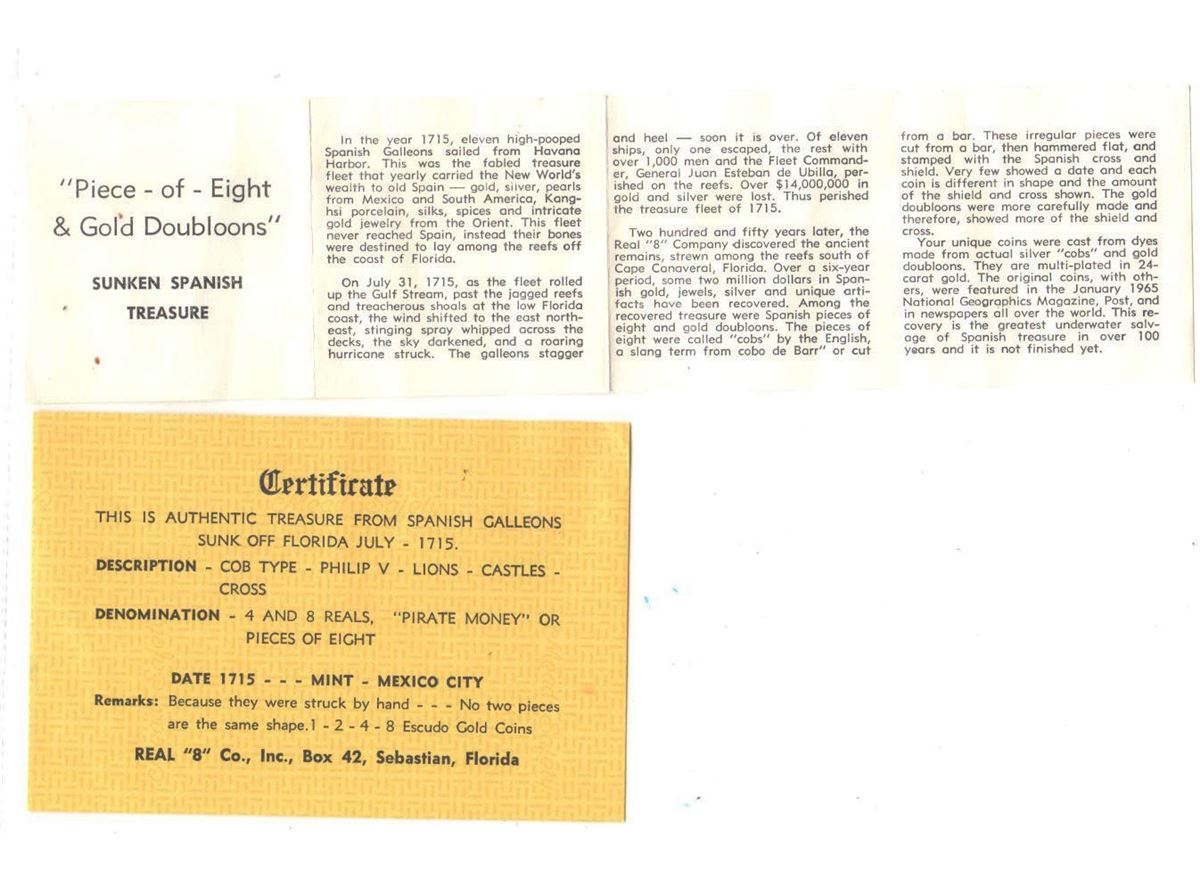 "Piece - of - Eight
& Gold Doubloons"
SUNKEN SPANISH
TREASURE
In the year 1715, eleven high-pooped
Spanish Galleons sailed from Havana
Harbor. This was the fabled treasure
fleet that yearly carried the New World's
wealth to old Spain — gold, silver, pearls
from Mexico and South America, Kang-
hsi porcelain, silks, spices and intricate
gold jewelry from the Orient. This fleet
never reached Spain, instead their bones
were destined to lay among the reefs off
the coast of Florida.
On July 31, 1715, as the fleet rolled
up the Gulf Stream, past the jagged reefs
and treacherous shoals at the low Florida
coast, the wind shifted to the east north-
east, stinging spray whipped across the
decks, the sky darkened, and a roaring
hurricane struck. The galleons stagger
and heel — soon it is over. Of eleven
ships, only one escaped, the rest with
over 1,000 men and the Fleet Command-
er, General Juan Esteban de Ubilla, per-
ished on the reefs. Over $14,000,000 in
gold and silver were lost. Thus perished
the treasure fleet of 1715.
Two hundred and fifty years later, the
Real "8" Company discovered the ancient
remains, strewn among the reefs south of
Cape Canaveral, Florida. Over a six-year
period, some two million dollars in Span-
ish gold, jewels, silver and unique arti-
facts have been recovered. Among the
recovered treasure were Spanish pieces of
eight and gold doubloons. The pieces of
eight were called "cobs" by the English,
a slang term from cobo de Barr" or cut
from a bar. These irregular pieces were
cut from a bar, then hammered flat, and
stamped with the Spanish cross and
shield. Very few showed a date and each
coin is different in shape and the amount
of the shield and cross shown. The gold
doubloons were more carefully made and
therefore, showed more of the shield and
cross.
Your unique coins were cast from dyes
made from actual silver "cobs" and gold
doubloons. They are multi-plated in 24-
carat gold. The original coins, with oth-
ers, were featured in the January 1965
National Geographics Magazine, Post, and
in newspapers all over the world. This re-
covery is the greatest underwater salv-
age of Spanish treasure in over 100
years and it is not finished yet.
Certificate
THIS IS AUTHENTIC TREASURE FROM SPANISH GALLEONS
SUNK OFF FLORIDA JULY - 1715.
DESCRIPTION - COB TYPE - PHILIP V - LIONS - CASTLES -
CROSS
DENOMINATION - 4 AND 8 REALS, "PIRATE MONEY" OR
PIECES OF EIGHT
DATE 1715 - - - MINT - MEXICO CITY
Remarks: Because they were struck by hand - - - No two pieces
are the same shape.1 - 2 - 4 - 8 Escudo Gold Coins
REAL "8" Co., Inc., Box 42, Sebastian, Florida